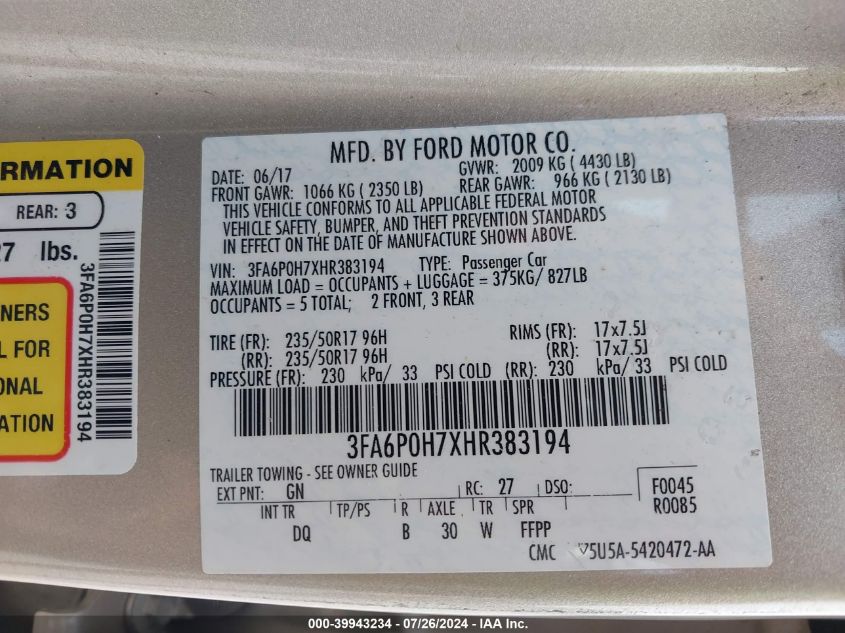 RMATION
REAR: 3
27 lbs.
NERS
L FOR
ONAL
ATION
3FA6P0H7XHR383194
MFD. BY FORD MOTOR CO.
DATE: 06/17 GVWR: 2009 KG ( 4430 LB)
FRONT GAWR: 1066 KG ( 2350 LB) REAR GAWR: 966 KG ( 2130 LB)
THIS VEHICLE CONFORMS TO ALL APPLICABLE FEDERAL MOTOR
VEHICLE SAFETY, BUMPER, AND THEFT PREVENTION STANDARDS
IN EFFECT ON THE DATE OF MANUFACTURE SHOWN ABOVE.
VIN: 3FA6P0H7XHR383194 TYPE: Passenger Car
MAXIMUM LOAD = OCCUPANTS + LUGGAGE = 375KG/ 827LB
OCCUPANTS = 5 TOTAL; 2 FRONT, 3 REAR
TIRE (FR): 235/50R17 96H RIMS (FR): 17x7.5J
(RR): 235/50R17 96H (RR): 17x7.5J
PRESSURE (FR): 230 kPa/ 33 PSI COLD (RR): 230 kPa/ 33 PSI COLD
3FA6P0H7XHR383194
TRAILER TOWING - SEE OWNER GUIDE
EXT PNT: GN RC: 27 DSO: F0045
INT TR TP/PS R AXLE TR SPR R0085
DQ B 30 W FFPP
CMC 75U5A-5420472-AA
000-39943234 - 07/26/2024 - IAA Inc.